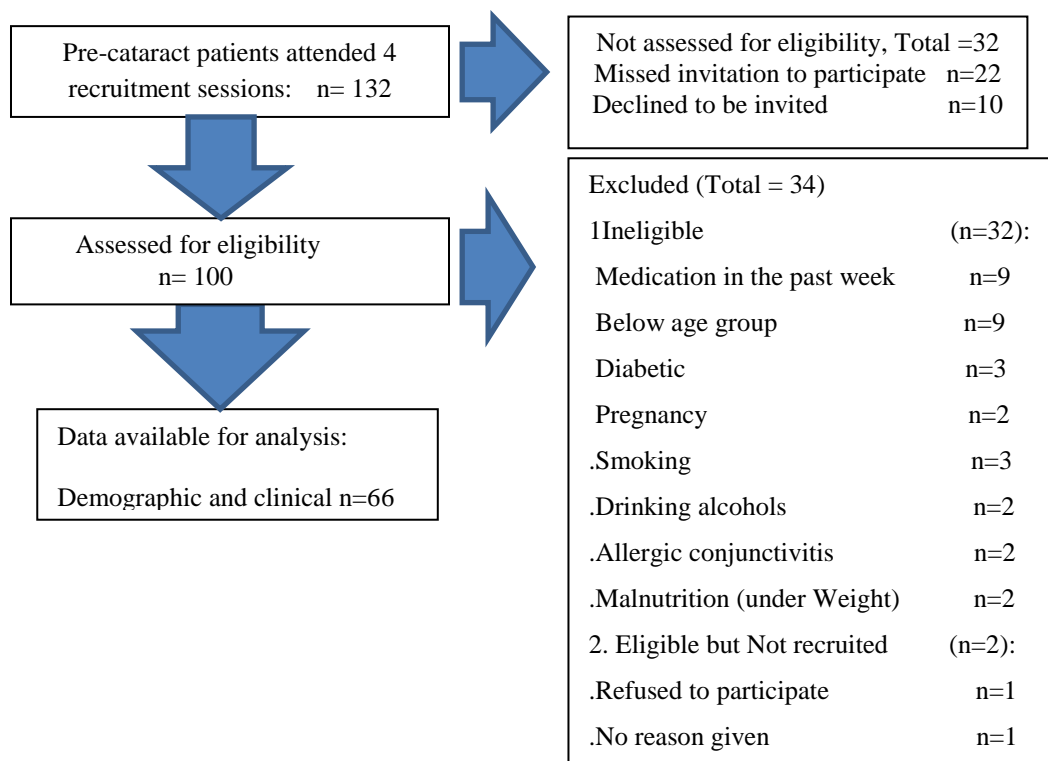 Pre-cataract patients attended 4
recruitment sessions: n= 132
Not assessed for eligibility, Total =32
Missed invitation to participate n=22
Declined to be invited n=10
Assessed for eligibility
n= 100
Excluded (Total = 34)
1Ineligible (n=32):
Medication in the past week n=9
Below age group n=9
Diabetic n=3
Pregnancy n=2
.Smoking n=3
.Drinking alcohols n=2
.Allergic conjunctivitis n=2
.Malnutrition (under Weight) n=2
2. Eligible but Not recruited (n=2):
.Refused to participate n=1
.No reason given n=1
Data available for analysis:
Demographic and clinical n=66